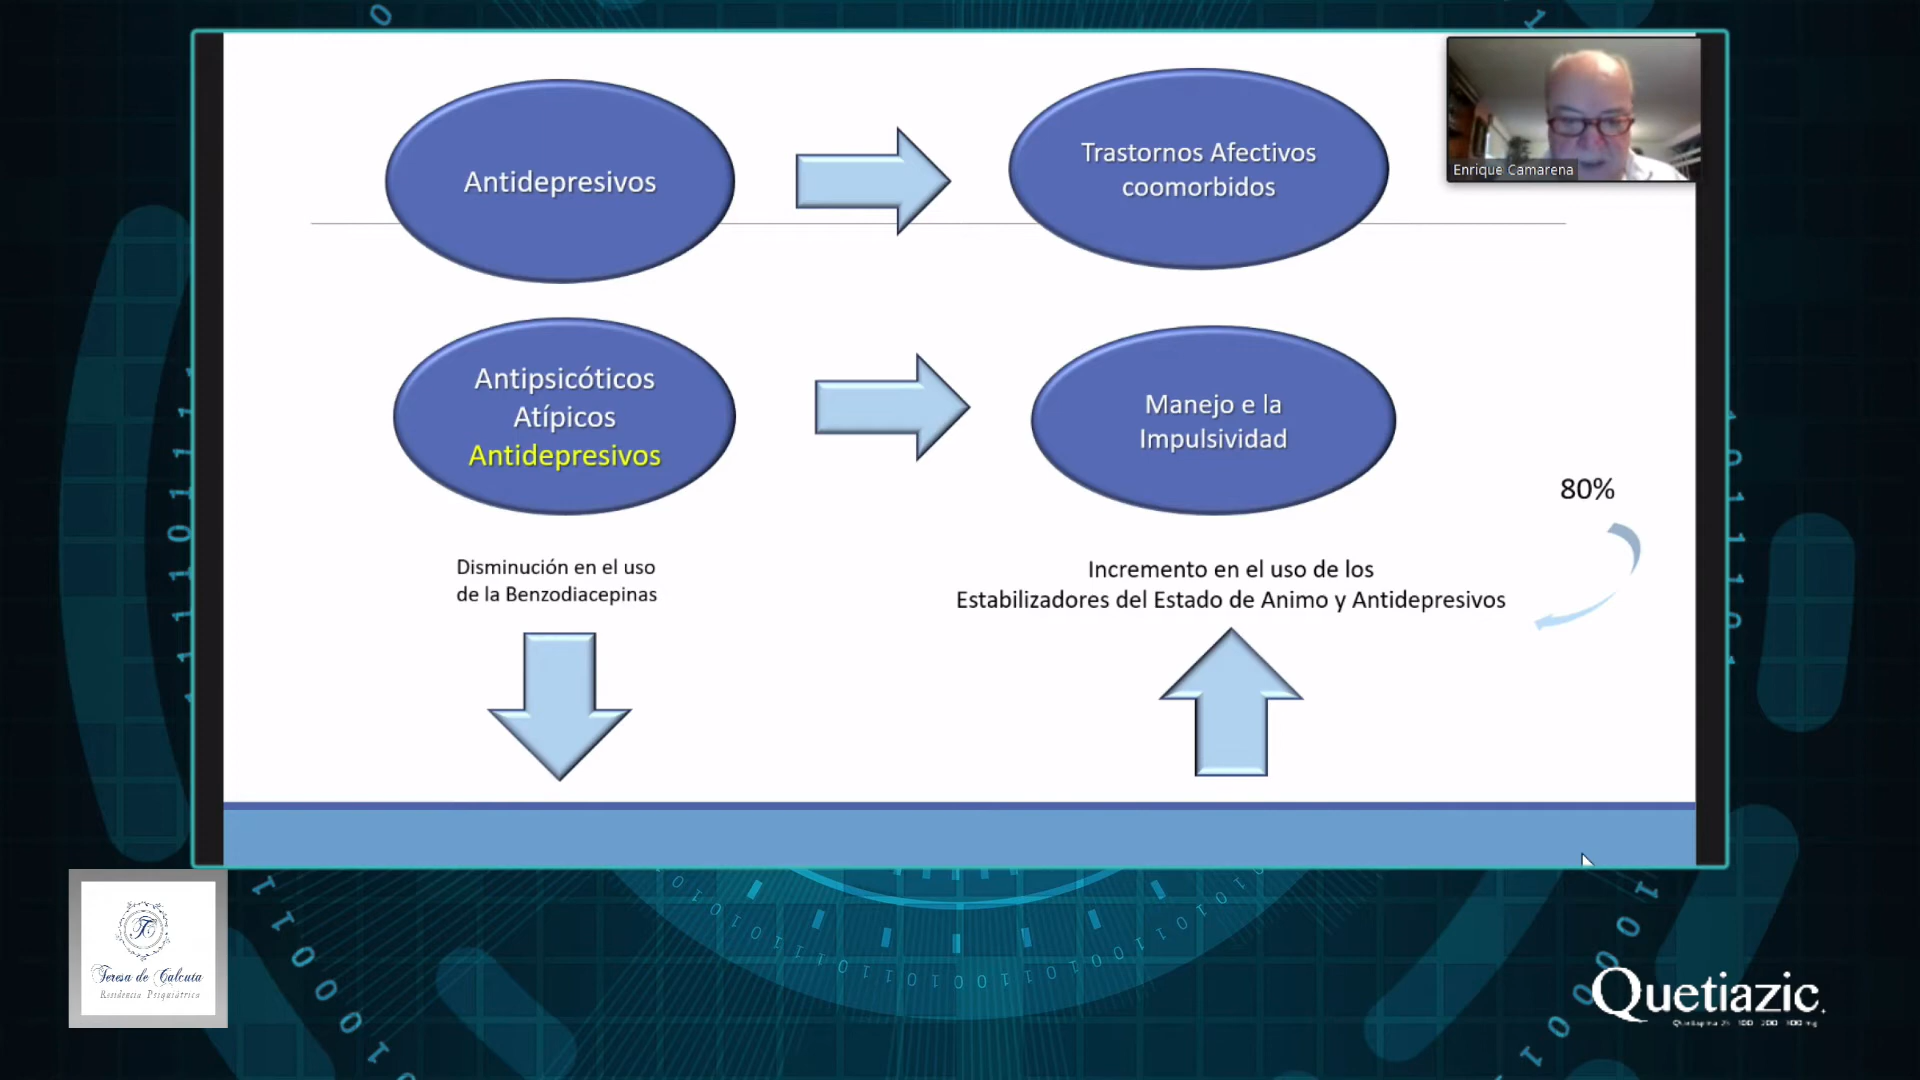 Antidepresivos
Trastornos Afectivos
coomorbidos
Enrique Camarena
Antipsicóticos
Atípicos
Antidepresivos
Manejo e la
Impulsividad
80%
Disminución en el uso
de la Benzodiacepinas
Incremento en el uso de los
Estabilizadores del Estado de Animo y Antidepresivos
Teresa de Calcuta
Residencia Psiquiátrica
Quetiazic